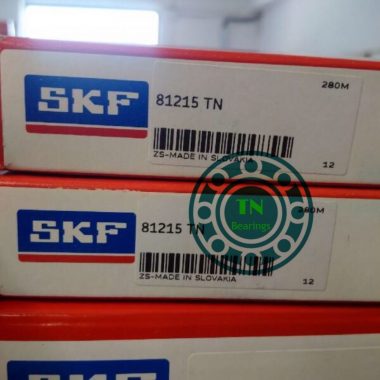 SKF
81215 TN
280M
ZS-MADE IN SLOVAKIA
12
SKF
81215 TN
280M
ZS-MADE IN SLOVAKIA
12
TN
Bearings
SKF